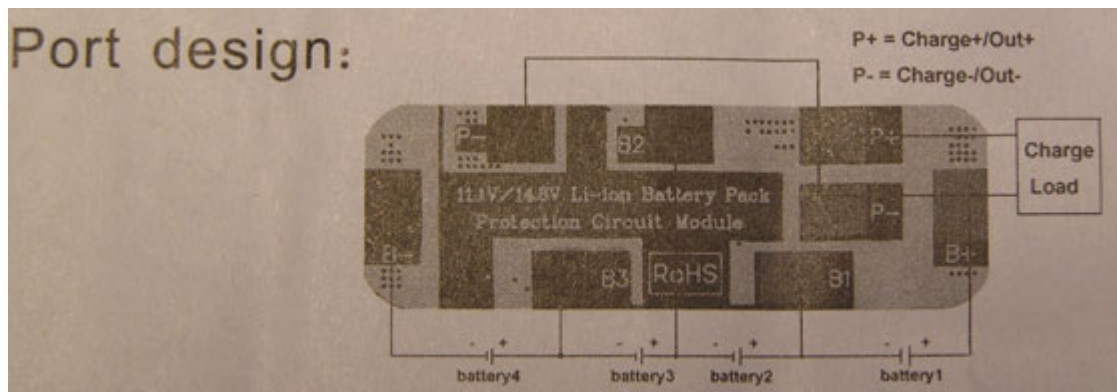 Port design:
P+ = Charge+/Out+
P- = Charge-/Out-
P-
B2
P+
Charge
Load
11.1V/14.8V Li-ion Battery Pack
Protection Circuit Module
P-
B-
B+
B3
RoHS
B1
- +
- +
- +
- +
battery4
battery3
battery2
battery1